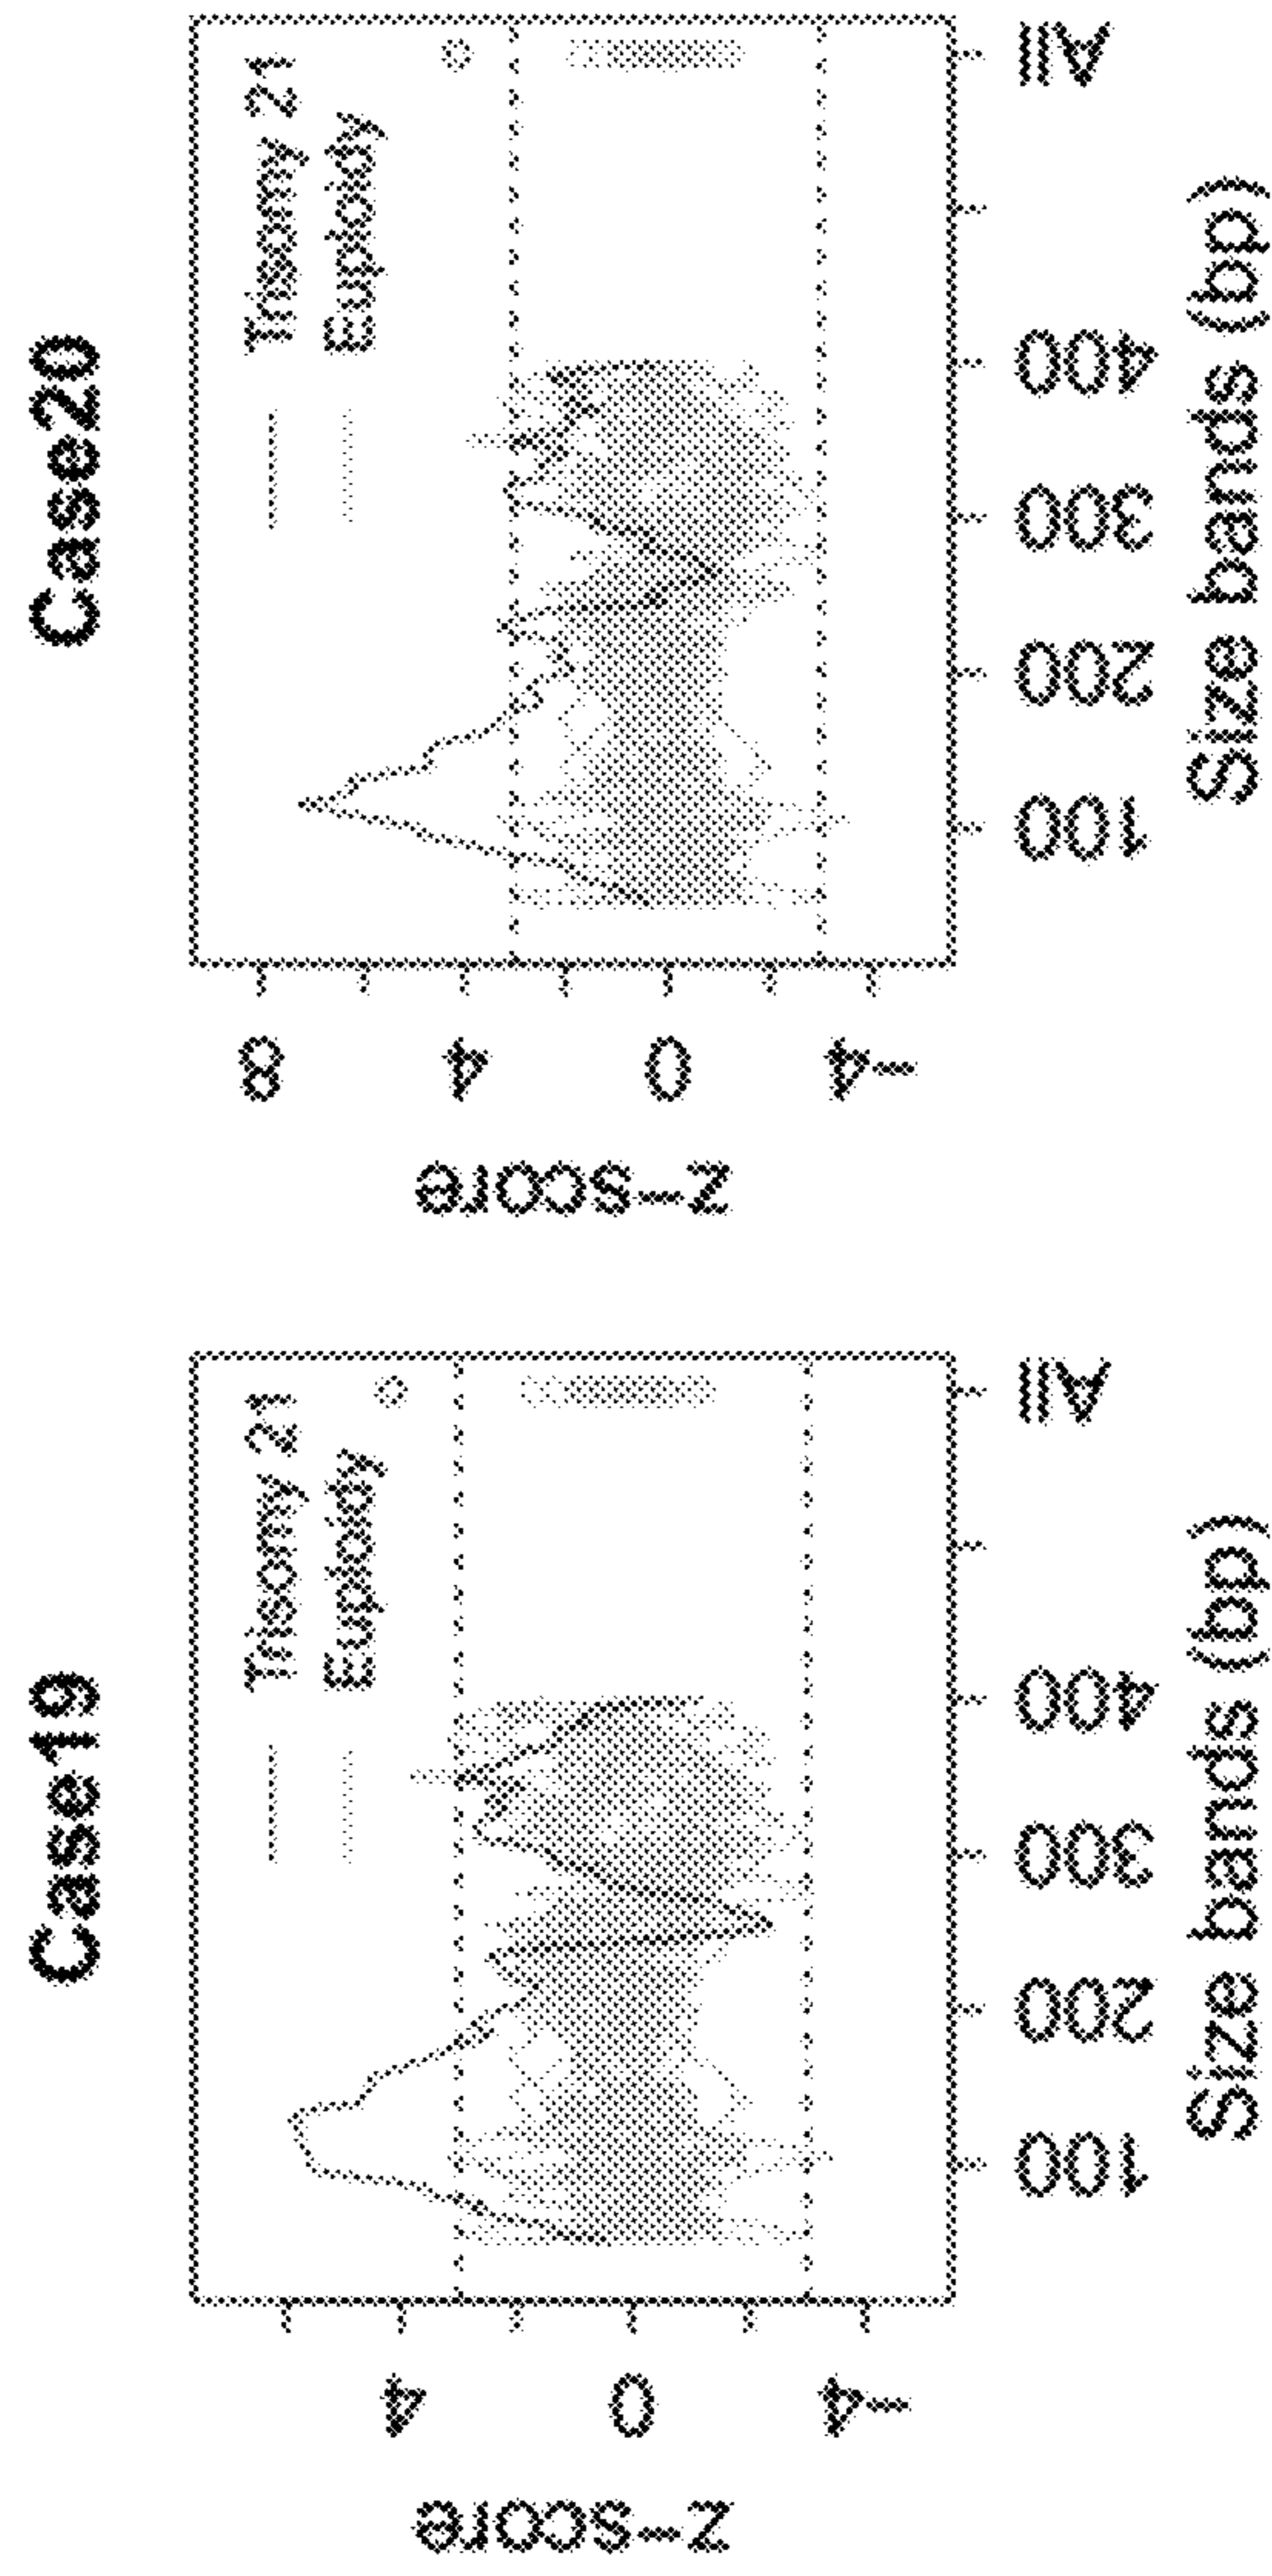 Case19
Trisomy 21
Euploidy
z-score
4
0
-4
100
200
300
400
All
Size bands (bp)
Case20
Trisomy 21
Euploidy
z-score
8
4
0
-4
100
200
300
400
All
Size bands (bp)